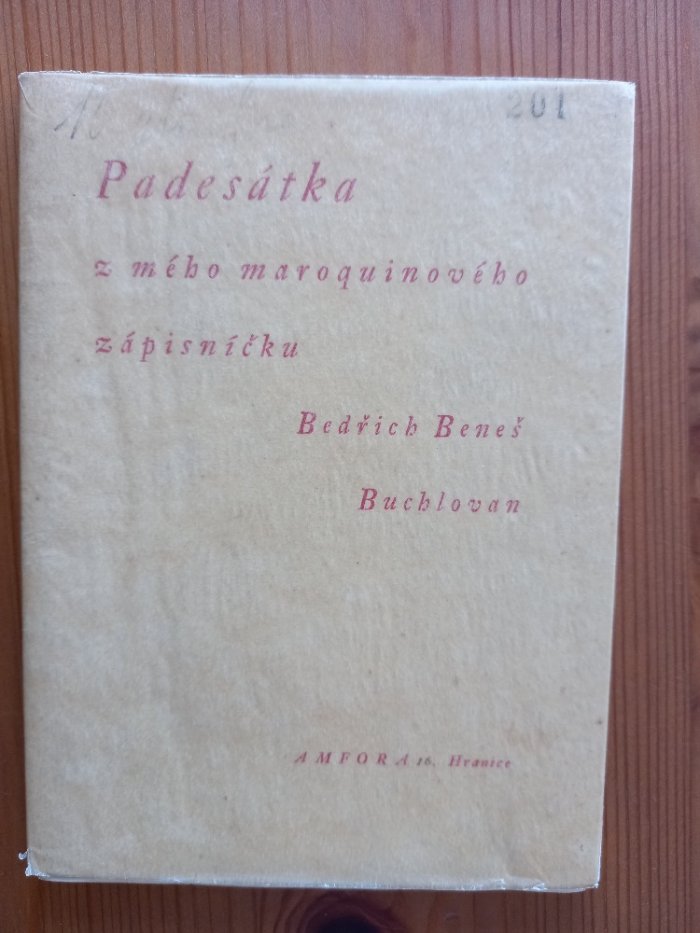 201
Padesátka
z mého maroquinového
zápisníčku
Bedřich Beneš
Buchlovan
AMFORA 16. Hranice